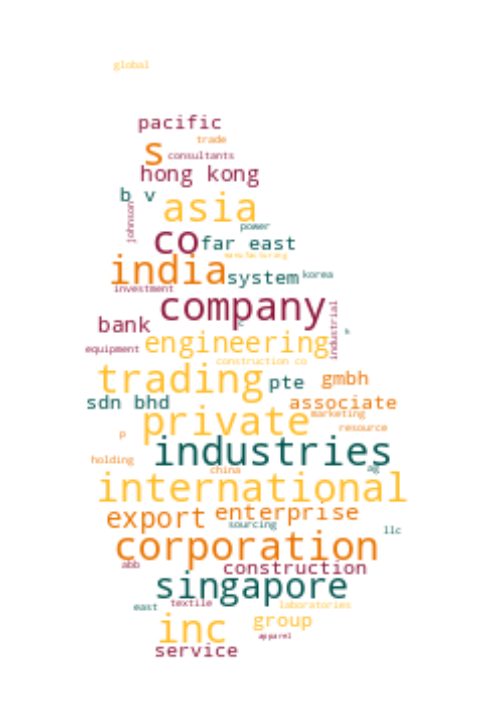 global
pacific
trade
s consultants
hong kong
b v
johnson
asia
power
co far east
manufacturing
india system korea
investment
company
industrial
bank
engineering
equipment
construction co
trading pte gmbh
sdn bhd associate
private marketing
resource
p
industries
holding
china ag
international
export enterprise
sourcing
llc
corporation
abb construction
singapore
east textile laboratories
inc group
apparel
service